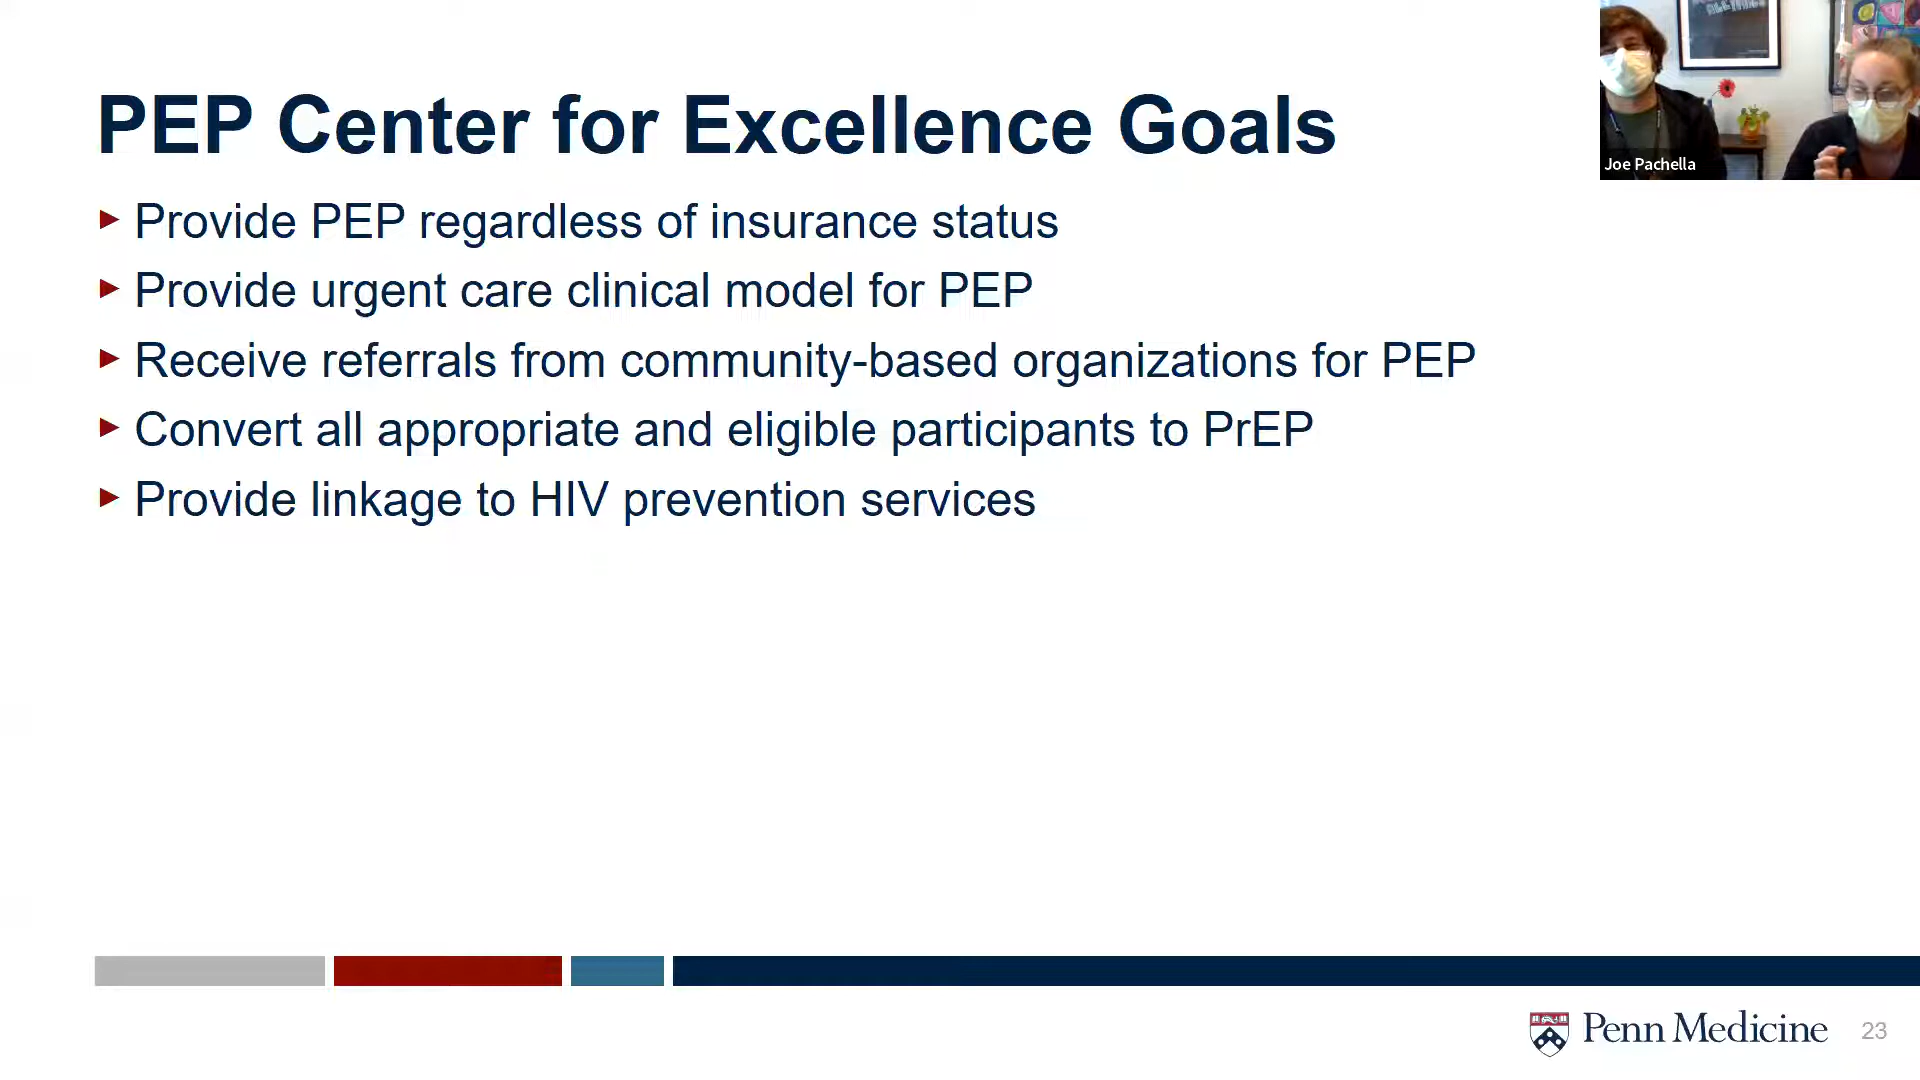 PEP Center for Excellence Goals
Provide PEP regardless of insurance status
Provide urgent care clinical model for PEP
Receive referrals from community-based organizations for PEP
Convert all appropriate and eligible participants to PrEP
Provide linkage to HIV prevention services
Joe Pachella
Penn Medicine
23